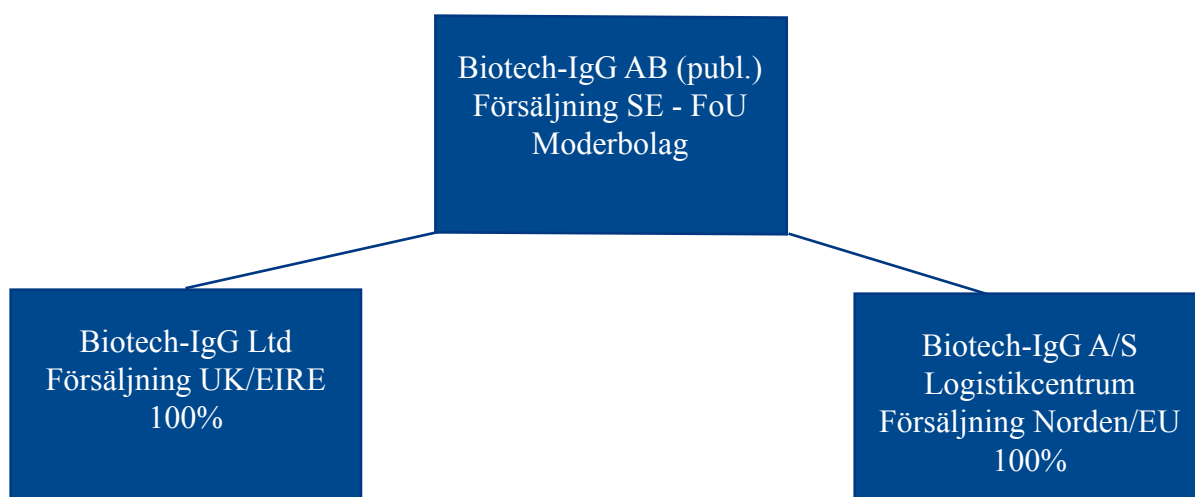 Biotech-IgG AB (publ.)
Försäljning SE - FoU
Moderbolag
Biotech-IgG Ltd
Försäljning UK/EIRE
100%
Biotech-IgG A/S
Logistikcentrum
Försäljning Norden/EU
100%